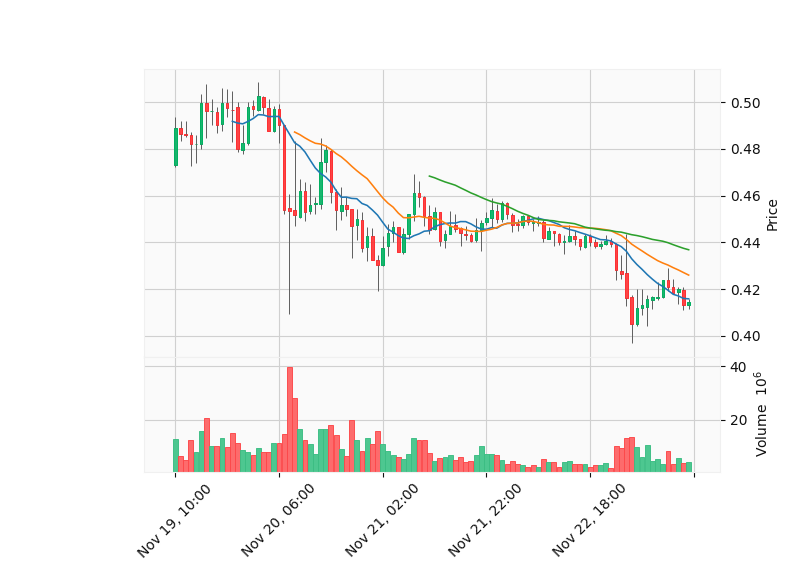 0.50
0.48
0.46
0.44
0.42
0.40
Price
40
20
Volume 10^6
Nov 19, 10:00
Nov 20, 06:00
Nov 21, 02:00
Nov 21, 22:00
Nov 22, 18:00